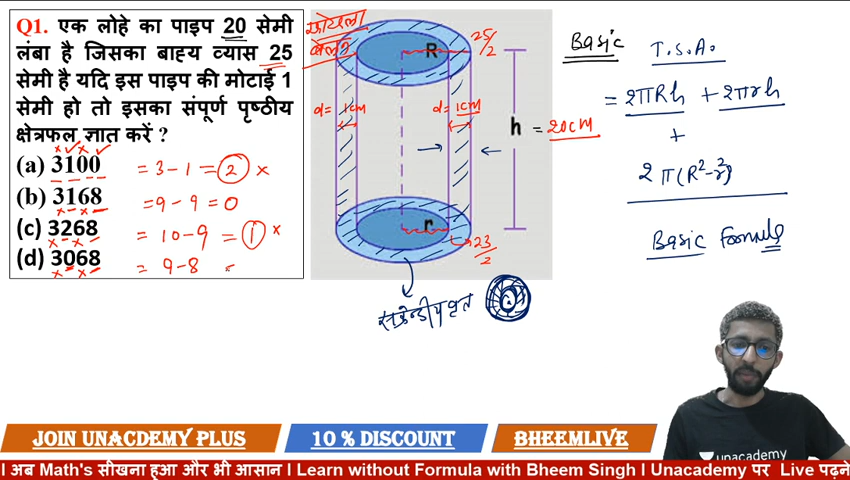 Q1. एक लोहे का पाइप 20 सेमी
लंबा है जिसका बाह्य व्यास 25
सेमी है यदि इस पाइप की मोटाई 1
सेमी हो तो इसका संपूर्ण पृष्ठीय
क्षेत्रफल ज्ञात करें ?
(a) 3100 = 3-1 = 2 ×
(b) 3168 = 9-9 = 0
(c) 3268 = 10-9 = 1 ×
(d) 3068 = 9-8 =
R
25/2
d = 1cm
d = 1cm
h = 20cm
r
23/2
Basic T.S.A.
= 2πRh + 2πrh
+
2π(R²-r²)
Basic Formula
unacademy
JOIN UNACDEMY PLUS
10 % DISCOUNT
BHEEMLIVE
I अब Math's सीखना हुआ और भी आसान I Learn without Formula with Bheem Singh I Unacademy पर Live पढ़ने